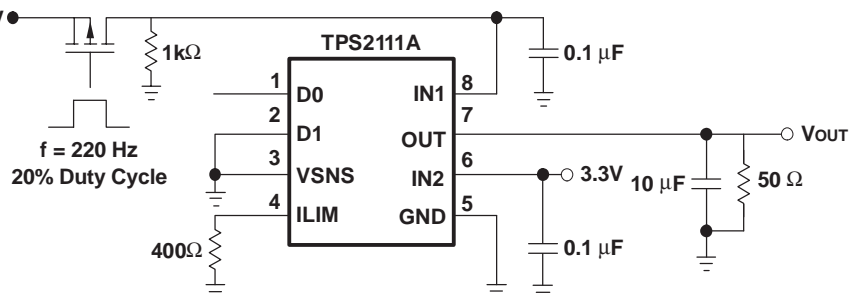 V
TPS2111A
1kΩ
0.1 µF
1
D0
IN1
8
2
D1
OUT
7
VOUT
f = 220 Hz
20% Duty Cycle
3
VSNS
IN2
6
3.3V
10 µF
50 Ω
4
ILIM
GND
5
400Ω
0.1 µF